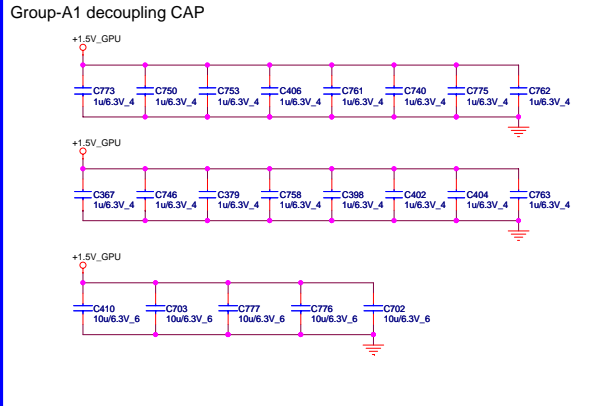 Group-A1 decoupling CAP
+1.5V_GPU
C773 C750 C753 C406 C761 C740 C775 C762
1u/6.3V_4 1u/6.3V_4 1u/6.3V_4 1u/6.3V_4 1u/6.3V_4 1u/6.3V_4 1u/6.3V_4 1u/6.3V_4
+1.5V_GPU
C367 C746 C379 C758 C398 C402 C404 C763
1u/6.3V_4 1u/6.3V_4 1u/6.3V_4 1u/6.3V_4 1u/6.3V_4 1u/6.3V_4 1u/6.3V_4 1u/6.3V_4
+1.5V_GPU
C410 C703 C777 C776 C702
10u/6.3V_6 10u/6.3V_6 10u/6.3V_6 10u/6.3V_6 10u/6.3V_6